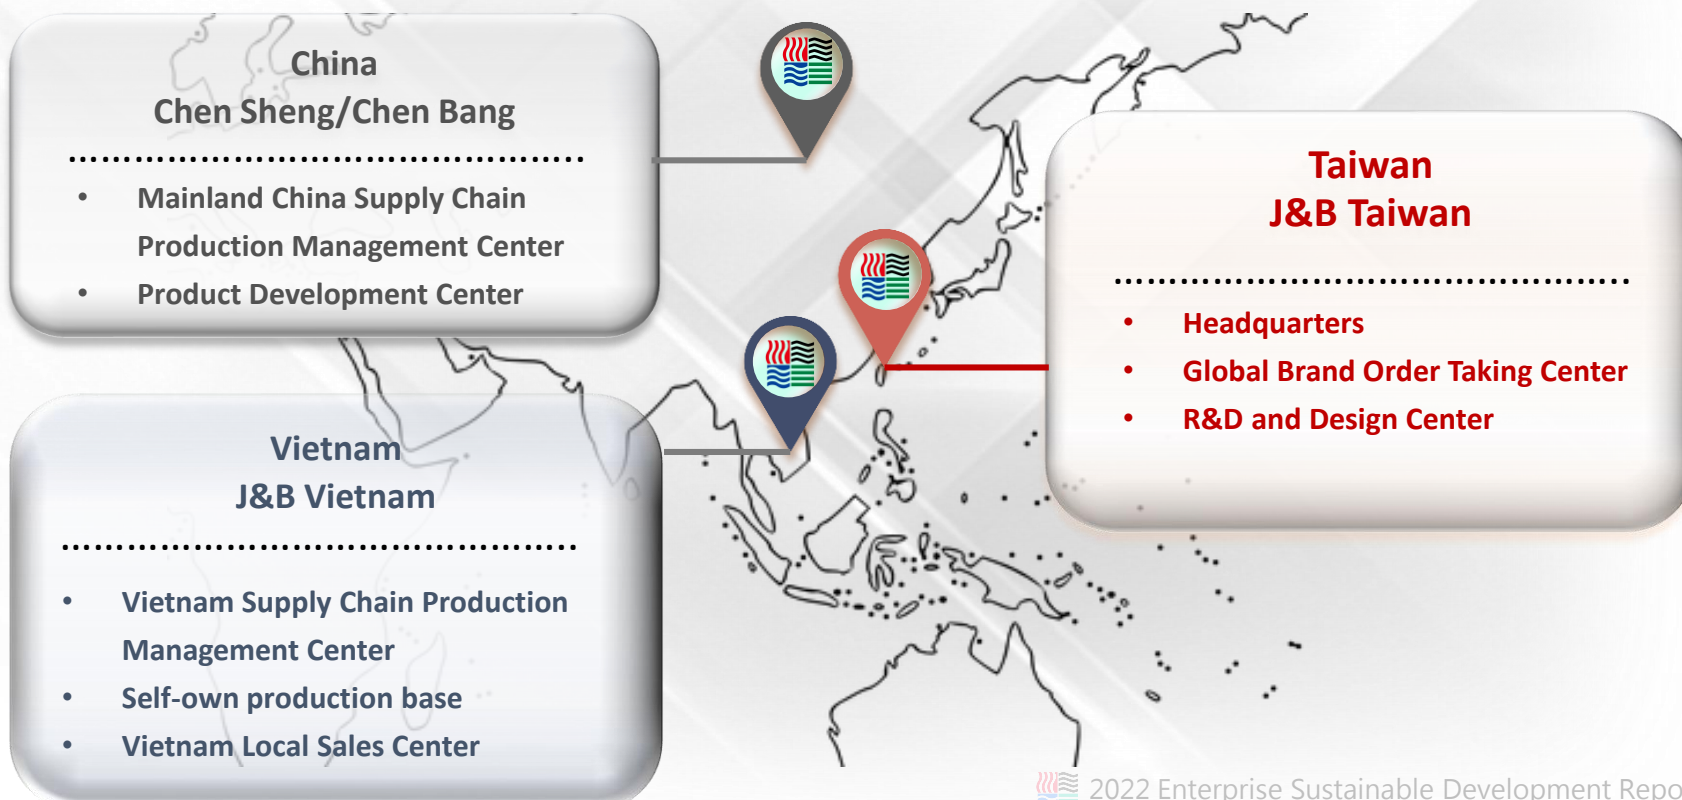 China
Chen Sheng/Chen Bang
• Mainland China Supply Chain
Production Management Center
• Product Development Center
Taiwan
J&B Taiwan
• Headquarters
• Global Brand Order Taking Center
• R&D and Design Center
Vietnam
J&B Vietnam
• Vietnam Supply Chain Production
Management Center
• Self-own production base
• Vietnam Local Sales Center
2022 Enterprise Sustainable Development Repo